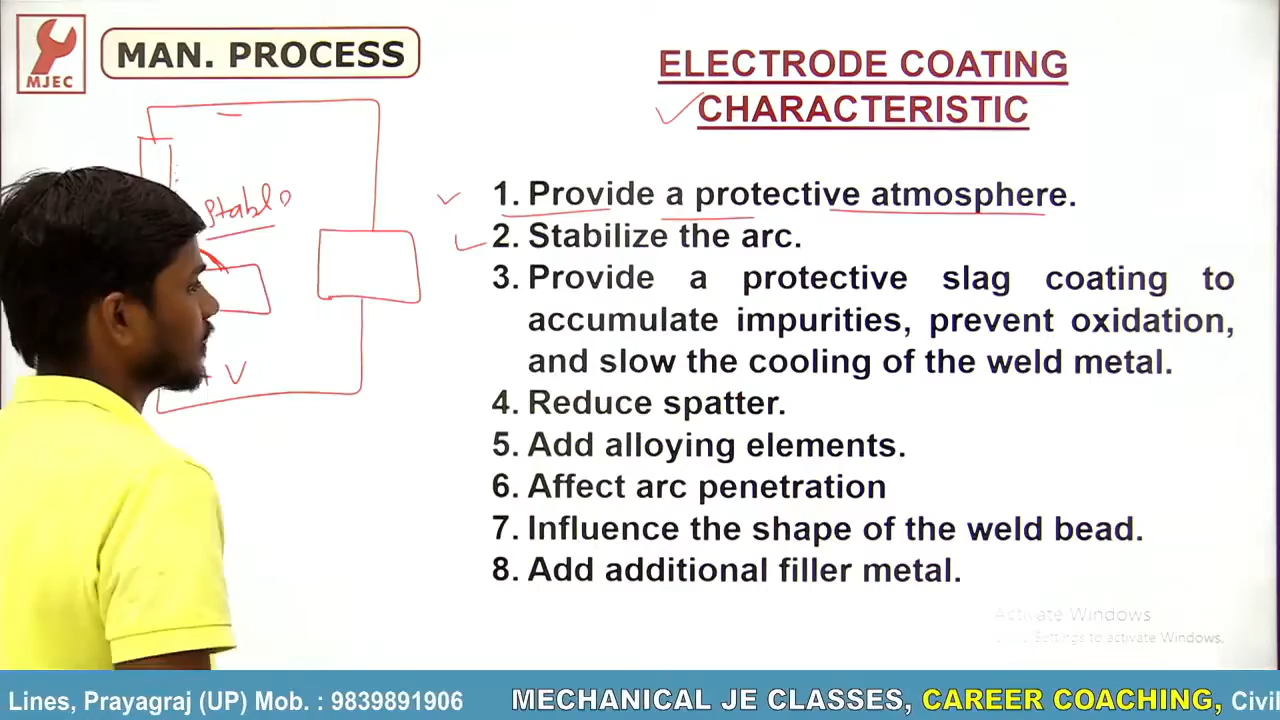 MJEC
MAN. PROCESS
ELECTRODE COATING
CHARACTERISTIC
Stable
V
1. Provide a protective atmosphere.
2. Stabilize the arc.
3. Provide a protective slag coating to
accumulate impurities, prevent oxidation,
and slow the cooling of the weld metal.
4. Reduce spatter.
5. Add alloying elements.
6. Affect arc penetration
7. Influence the shape of the weld bead.
8. Add additional filler metal.
Activate Windows
Settings to activate Windows.
Lines, Prayagraj (UP) Mob. : 9839891906 MECHANICAL JE CLASSES, CAREER COACHING, Civil